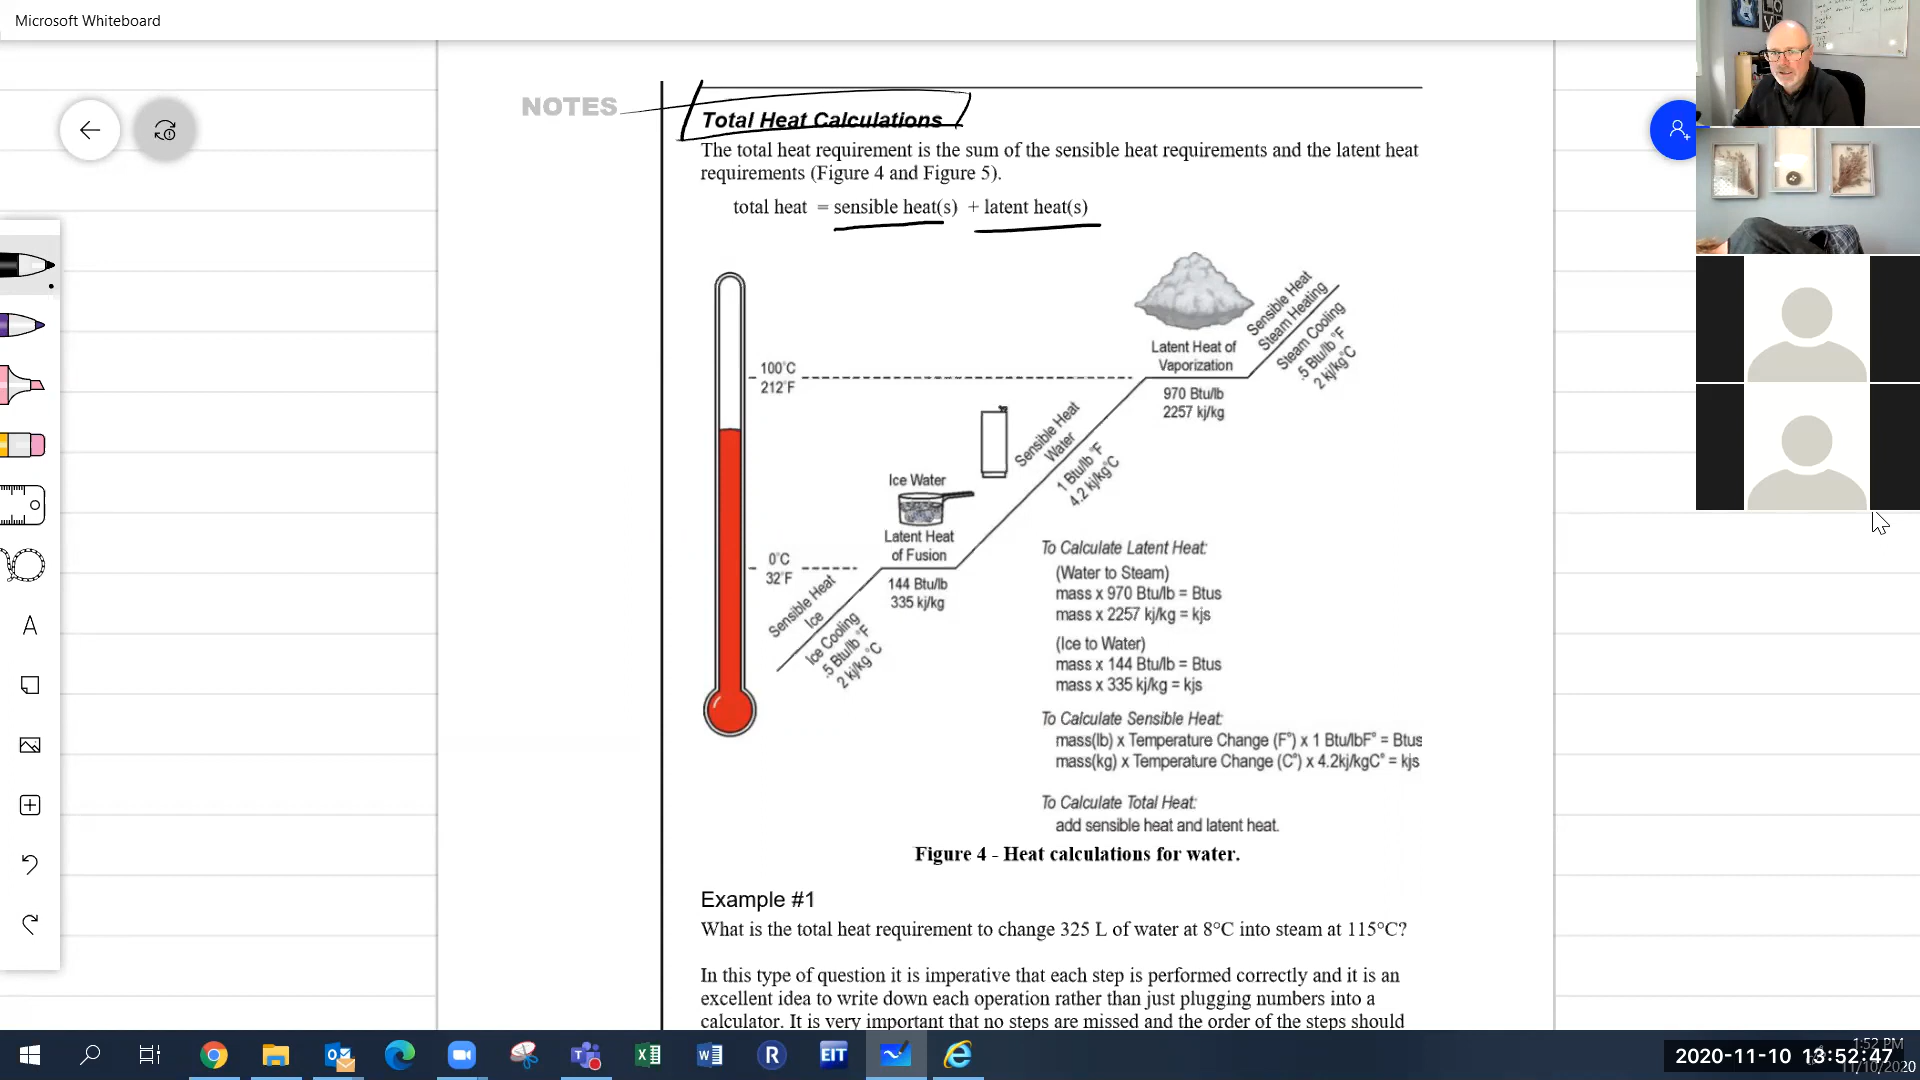 Microsoft Whiteboard
NOTES
Total Heat Calculations
The total heat requirement is the sum of the sensible heat requirements and the latent heat
requirements (Figure 4 and Figure 5).
total heat = sensible heat(s) + latent heat(s)
100°C
212°F
0°C
32°F
Sensible Heat
Ice
Ice Cooling
.5 Btu/lb °F
2 kj/kg °C
Ice Water
Latent Heat
of Fusion
144 Btu/lb
335 kj/kg
Sensible Heat
Water
1 Btu/lb °F
4.2 kj/kg°C
Latent Heat of
Vaporization
970 Btu/lb
2257 kj/kg
Sensible Heat
Steam Heating
Steam Cooling
.5 Btu/lb °F
2 kj/kg°C
To Calculate Latent Heat:
(Water to Steam)
mass x 970 Btu/lb = Btus
mass x 2257 kj/kg = kjs
(Ice to Water)
mass x 144 Btu/lb = Btus
mass x 335 kj/kg = kjs
To Calculate Sensible Heat:
mass(lb) x Temperature Change (F°) x 1 Btu/lbF° = Btus
mass(kg) x Temperature Change (C°) x 4.2kj/kgC° = kjs
To Calculate Total Heat:
add sensible heat and latent heat.
Figure 4 - Heat calculations for water.
Example #1
What is the total heat requirement to change 325 L of water at 8°C into steam at 115°C?
In this type of question it is imperative that each step is performed correctly and it is an
excellent idea to write down each operation rather than just plugging numbers into a
calculator. It is very important that no steps are missed and the order of the steps should
A
R
EIT
1:52 PM
2020-11-10 13:52:47
11/10/2020